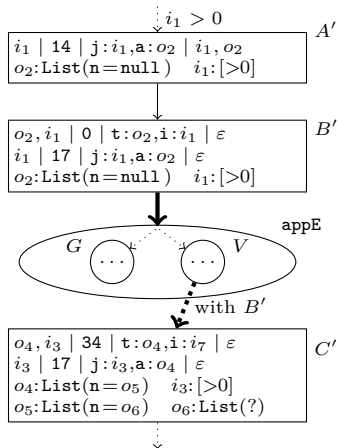 i₁ > 0
A′
i₁ | 14 | j:i₁,a:o₂ | i₁, o₂
o₂:List(n=null) i₁:[>0]
B′
o₂, i₁ | 0 | t:o₂,i:i₁ | ε
i₁ | 17 | j:i₁,a:o₂ | ε
o₂:List(n=null) i₁:[>0]
appE
G V
... ...
with B′
C′
o₄, i₃ | 34 | t:o₄,i:i₇ | ε
i₃ | 17 | j:i₃,a:o₄ | ε
o₄:List(n=o₅) i₃:[>0]
o₅:List(n=o₆) o₆:List(?)